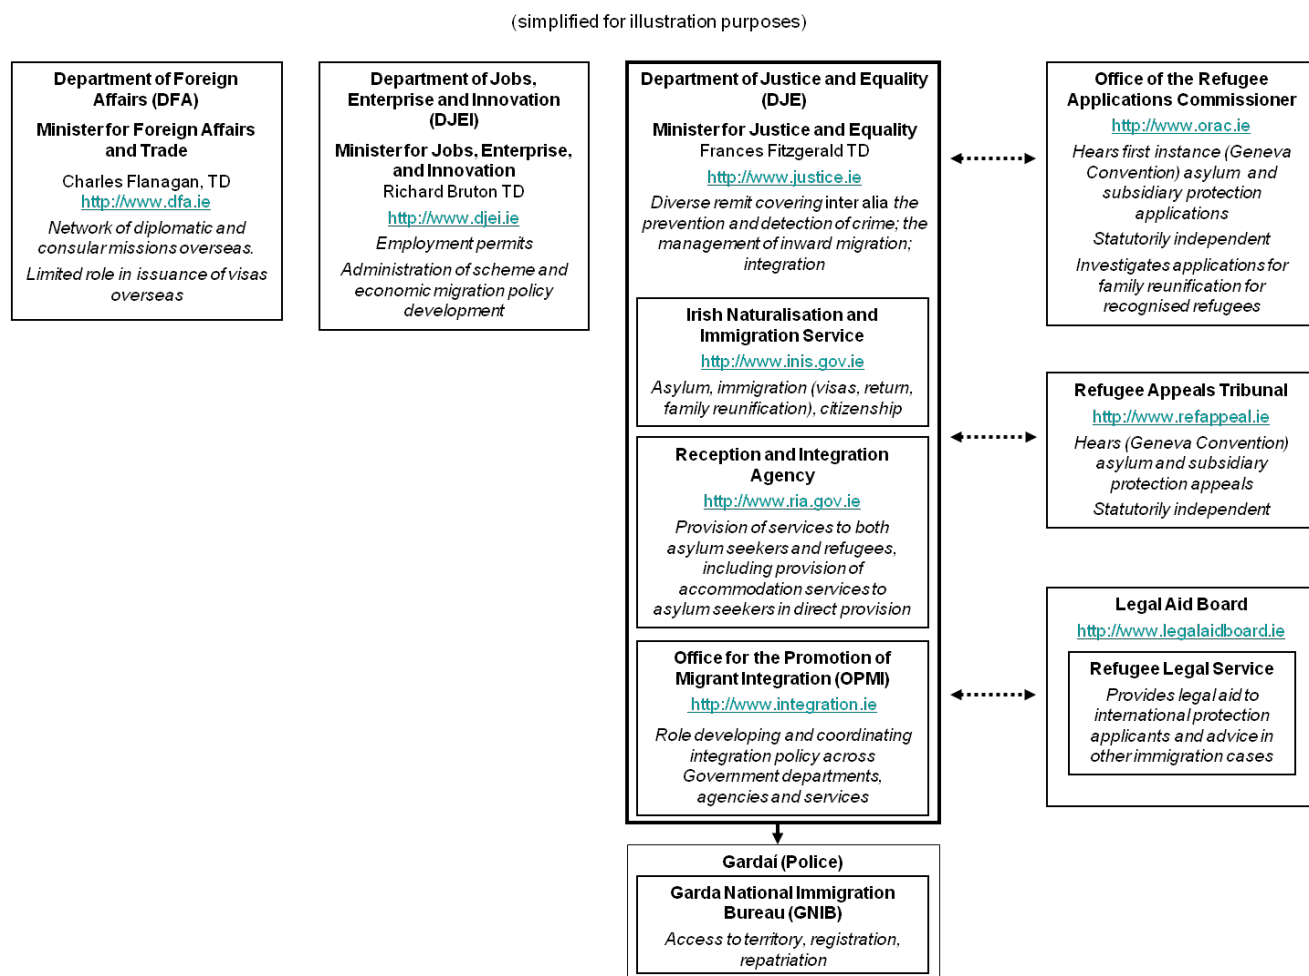 (simplified for illustration purposes)
Department of Foreign
Affairs (DFA)
Minister for Foreign Affairs
and Trade
Charles Flanagan, TD
http://www.dfa.ie
Network of diplomatic and
consular missions overseas.
Limited role in issuance of visas
overseas
Department of Jobs,
Enterprise and Innovation
(DJEI)
Minister for Jobs, Enterprise,
and Innovation
Richard Bruton TD
http://www.djei.ie
Employment permits
Administration of scheme and
economic migration policy
development
Department of Justice and Equality
(DJE)
Minister for Justice and Equality
Frances Fitzgerald TD
http://www.justice.ie
Diverse remit covering inter alia the
prevention and detection of crime; the
management of inward migration;
integration
Irish Naturalisation and
Immigration Service
http://www.inis.gov.ie
Asylum, immigration (visas, return,
family reunification), citizenship
Reception and Integration
Agency
http://www.ria.gov.ie
Provision of services to both
asylum seekers and refugees,
including provision of
accommodation services to
asylum seekers in direct provision
Office for the Promotion of
Migrant Integration (OPMI)
http://www.integration.ie
Role developing and coordinating
integration policy across
Government departments,
agencies and services
Gardaí (Police)
Garda National Immigration
Bureau (GNIB)
Access to territory, registration,
repatriation
Office of the Refugee
Applications Commissioner
http://www.orac.ie
Hears first instance (Geneva
Convention) asylum and
subsidiary protection
applications
Statutorily independent
Investigates applications for
family reunification for
recognised refugees
Refugee Appeals Tribunal
http://www.refappeal.ie
Hears (Geneva Convention)
asylum and subsidiary
protection appeals
Statutorily independent
Legal Aid Board
http://www.legalaidboard.ie
Refugee Legal Service
Provides legal aid to
international protection
applicants and advice in
other immigration cases